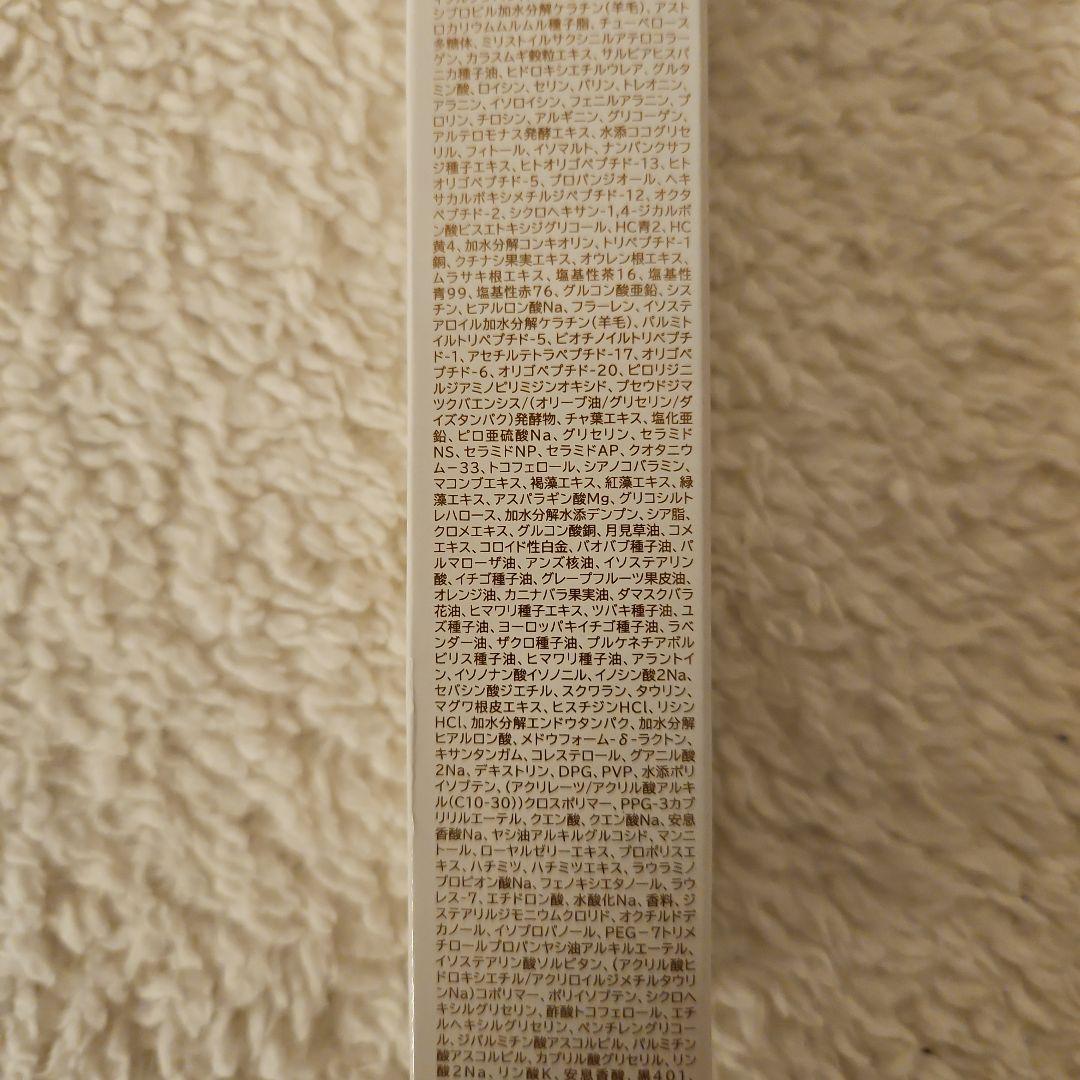 シプロピル加水分解ケラチン(羊毛)、アスト
ロカリウムムルムル種子脂、チューベロース
多糖体、ミリストイルサクシニルアテロコラー
ゲン、カラスムギ穀粒エキス、サルビアヒスパ
ニカ種子油、ヒドロキシエチルウレア、グルタ
ミン酸、ロイシン、セリン、バリン、トレオニン、
アラニン、イソロイシン、フェニルアラニン、プ
ロリン、チロシン、アルギニン、グリコーゲン、
アルテロモナス発酵エキス、水添ココグリセ
リル、フィトール、イソマルト、ナンバンクサフ
ジ種子エキス、ヒトオリゴペプチド-13、ヒト
オリゴペプチド-5、プロパンジオール、ヘキ
サカルボキシメチルジペプチド-12、オクタ
ペプチド-2、シクロヘキサン-1,4-ジカルボ
ン酸ビスエトキシジグリコール、HC青2、HC
黄4、加水分解コンキオリン、トリペプチド-1
銅、クチナシ果実エキス、オウレン根エキス、
ムラサキ根エキス、塩基性茶16、塩基性
青99、塩基性赤76、グルコン酸亜鉛、シス
チン、ヒアルロン酸Na、フラーレン、イソステ
アロイル加水分解ケラチン(羊毛)、パルミト
イルトリペプチド-5、ビオチノイルトリペプチ
ド-1、アセチルテトラペプチド-17、オリゴペ
プチド-6、オリゴペプチド-20、ピロリジニ
ルジアミノピリミジンオキシド、プセウドジマ
ツクバエンシス/(オリーブ油/グリセリン/ダ
イズタンパク)発酵物、チャ葉エキス、塩化亜
鉛、ピロ亜硫酸Na、グリセリン、セラミド
NS、セラミドNP、セラミドAP、クオタニウ
ム-33、トコフェロール、シアノコバラミン、
マコンブエキス、褐藻エキス、紅藻エキス、緑
藻エキス、アスパラギン酸Mg、グリコシルト
レハロース、加水分解水添デンプン、シア脂、
クロメエキス、グルコン酸銅、月見草油、コメ
エキス、コロイド性白金、バオバブ種子油、パ
ルマローザ油、アンズ核油、イソステアリン
酸、イチゴ種子油、グレープフルーツ果皮油、
オレンジ油、カニナバラ果実油、ダマスクバラ
花油、ヒマワリ種子エキス、ツバキ種子油、ユ
ズ種子油、ヨーロッパキイチゴ種子油、ラベ
ンダー油、ザクロ種子油、プルケネチアボル
ビリス種子油、ヒマワリ種子油、アラントイ
ン、イソノナン酸イソノニル、イノシン酸2Na、
セバシン酸ジエチル、スクワラン、タウリン、
マグワ根皮エキス、ヒスチジンHCl、リシン
HCl、加水分解エンドウタンパク、加水分解
ヒアルロン酸、メドウフォーム-δ-ラクトン、
キサンタンガム、コレステロール、グアニル酸
2Na、デキストリン、DPG、PVP、水添ポリ
イソブテン、(アクリレーツ/アクリル酸アルキ
ル(C10-30))クロスポリマー、PPG-3カプ
リリルエーテル、クエン酸、クエン酸Na、安息
香酸Na、ヤシ油アルキルグルコシド、マンニ
トール、ローヤルゼリーエキス、プロポリスエ
キス、ハチミツ、ハチミツエキス、ラウラミノ
プロピオン酸Na、フェノキシエタノール、ラウ
レス-7、エチドロン酸、水酸化Na、香料、ジ
ステアリルジモニウムクロリド、オクチルドデ
カノール、イソプロパノール、PEG-7トリメ
チロールプロパンヤシ油アルキルエーテル、
イソステアリン酸ソルビタン、(アクリル酸ヒ
ドロキシエチル/アクリロイルジメチルタウリ
ンNa)コポリマー、ポリイソブテン、シクロヘ
キシルグリセリン、酢酸トコフェロール、エチ
ルヘキシルグリセリン、ペンチレングリコー
ル、ジパルミチン酸アスコルビル、パルミチン
酸アスコルビル、カプリル酸グリセリル、リン
酸2Na、リン酸K、安息香酸、黒401、